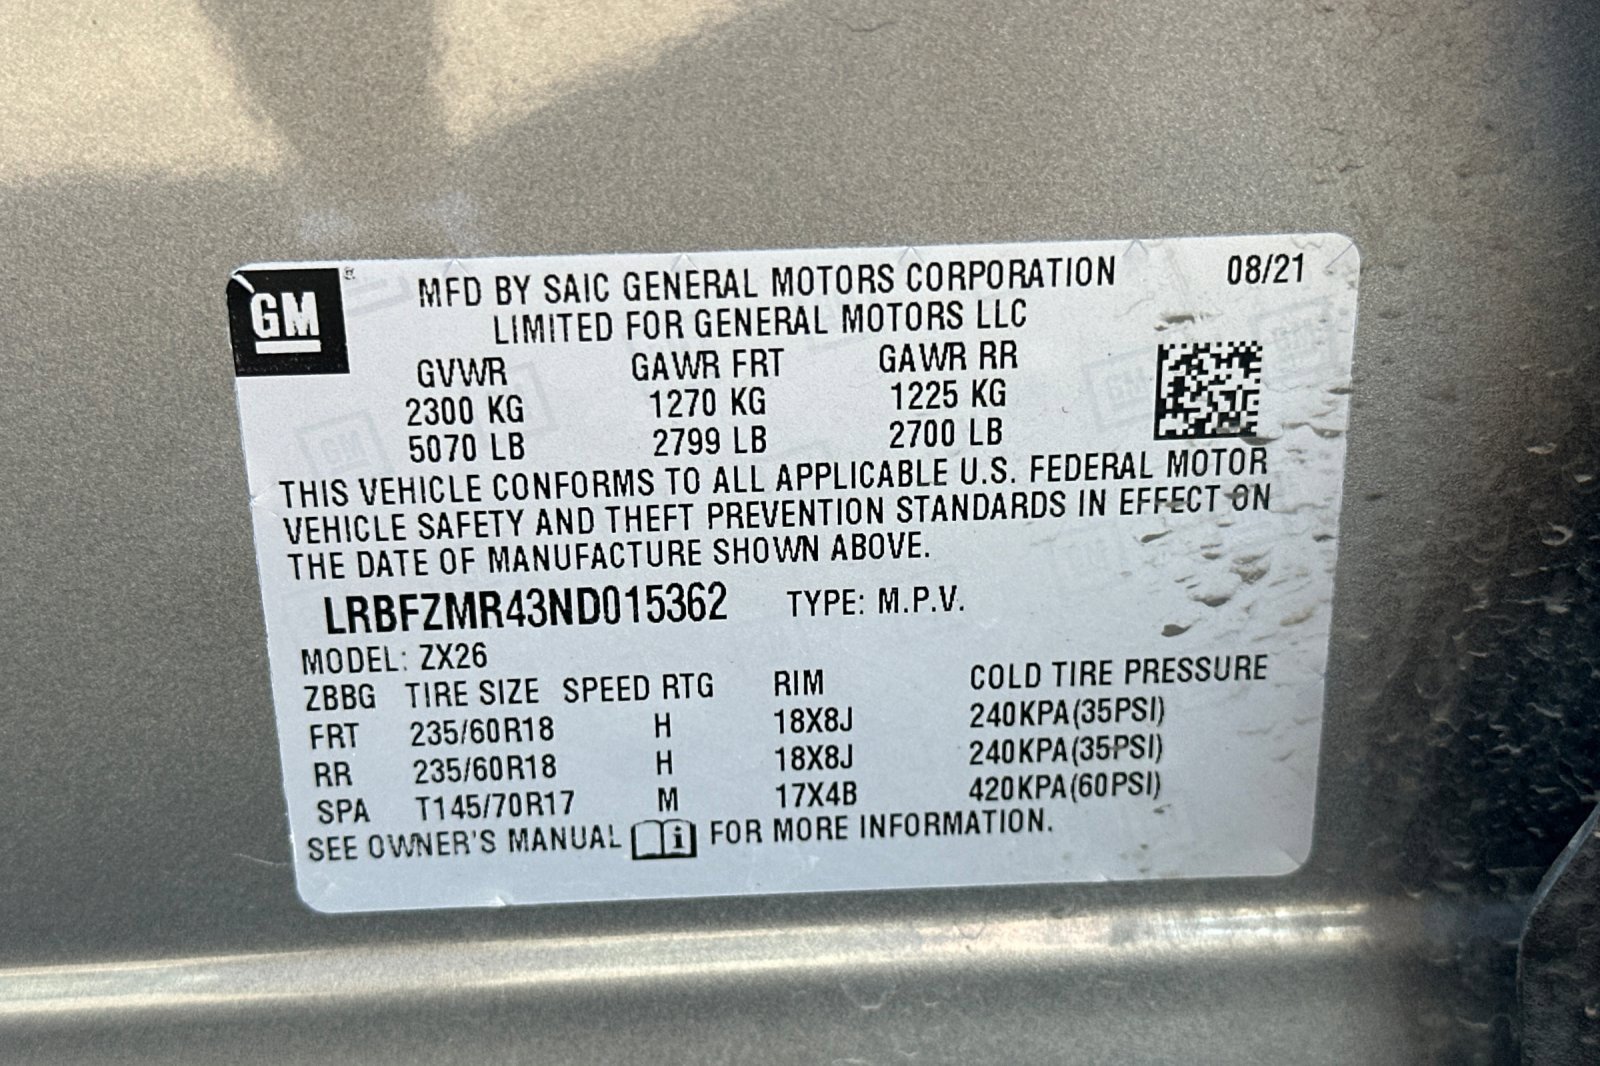 GM ® MFD BY SAIC GENERAL MOTORS CORPORATION 08/21
LIMITED FOR GENERAL MOTORS LLC
GVWR GAWR FRT GAWR RR
2300 KG 1270 KG 1225 KG
5070 LB 2799 LB 2700 LB
THIS VEHICLE CONFORMS TO ALL APPLICABLE U.S. FEDERAL MOTOR
VEHICLE SAFETY AND THEFT PREVENTION STANDARDS IN EFFECT ON
THE DATE OF MANUFACTURE SHOWN ABOVE.
LRBFZMR43ND015362 TYPE: M.P.V.
MODEL: ZX26
ZBBG TIRE SIZE SPEED RTG RIM COLD TIRE PRESSURE
FRT 235/60R18 H 18X8J 240KPA(35PSI)
RR 235/60R18 H 18X8J 240KPA(35PSI)
SPA T145/70R17 M 17X4B 420KPA(60PSI)
SEE OWNER'S MANUAL i FOR MORE INFORMATION.